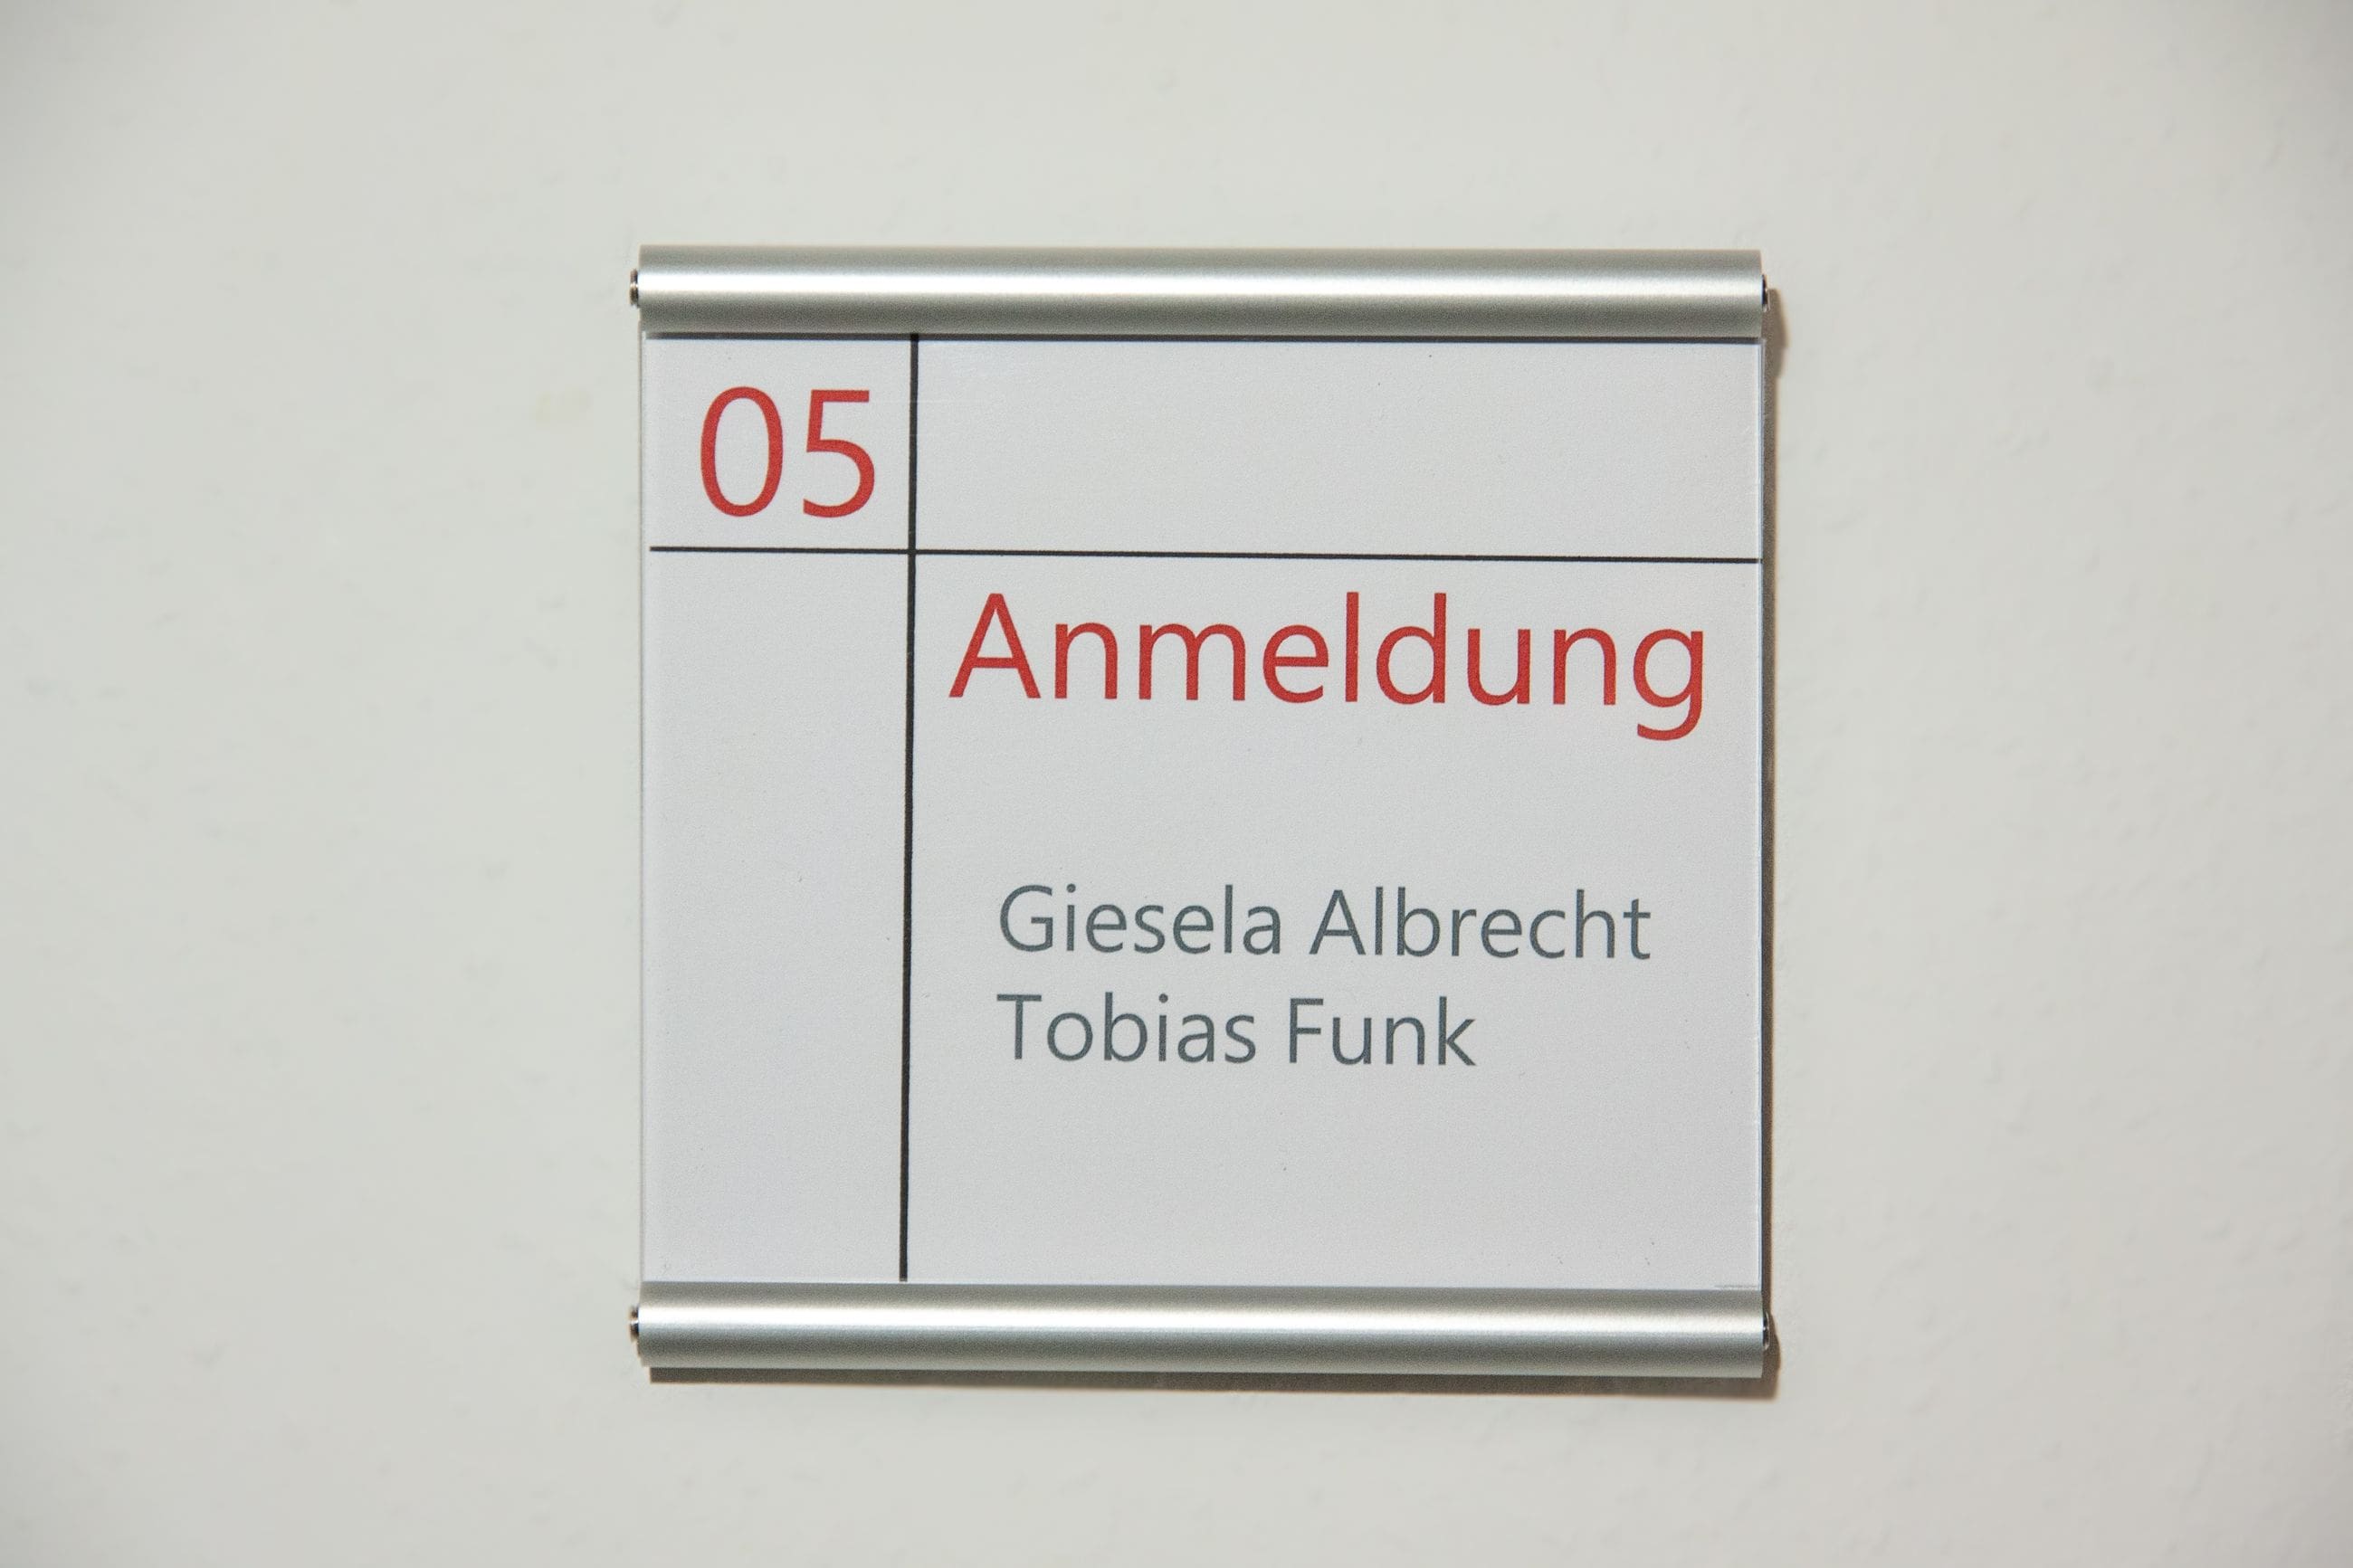 05
Anmeldung
Giesela Albrecht
Tobias Funk